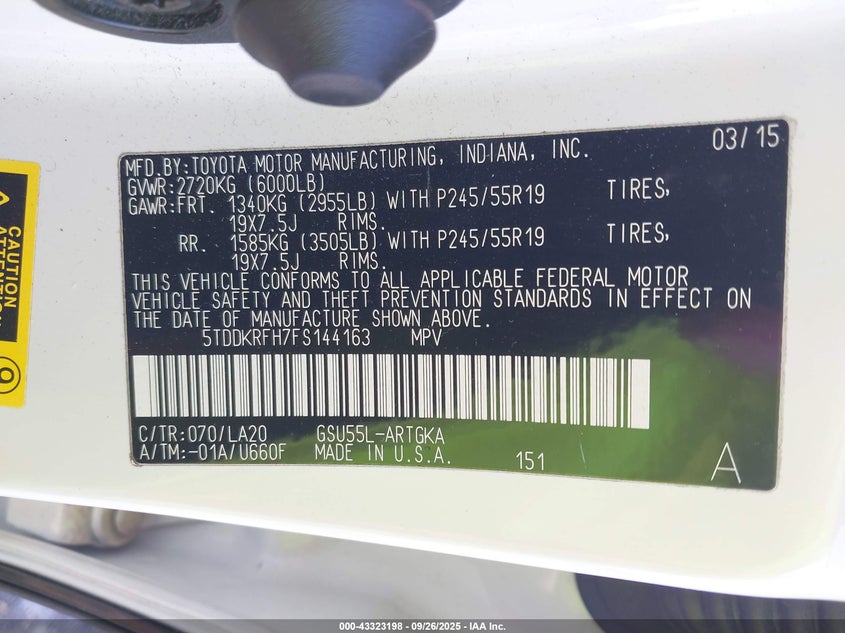 03/15
MFD.BY:TOYOTA MOTOR MANUFACTURING, INDIANA, INC.
GVWR:2720KG (6000LB)
GAWR:FRT. 1340KG (2955LB) WITH P245/55R19 TIRES,
19X7.5J RIMS.
RR. 1585KG (3505LB) WITH P245/55R19 TIRES,
19X7.5J RIMS.
THIS VEHICLE CONFORMS TO ALL APPLICABLE FEDERAL MOTOR
VEHICLE SAFETY AND THEFT PREVENTION STANDARDS IN EFFECT ON
THE DATE OF MANUFACTURE SHOWN ABOVE.
5TDDKRFH7FS144163 MPV
C/TR:070/LA20 GSU55L-ARTGKA
A/TM:-01A/U660F MADE IN U.S.A. 151 A
CAUTION
ATTENTION
000-43323198 - 09/26/2025 - IAA Inc.